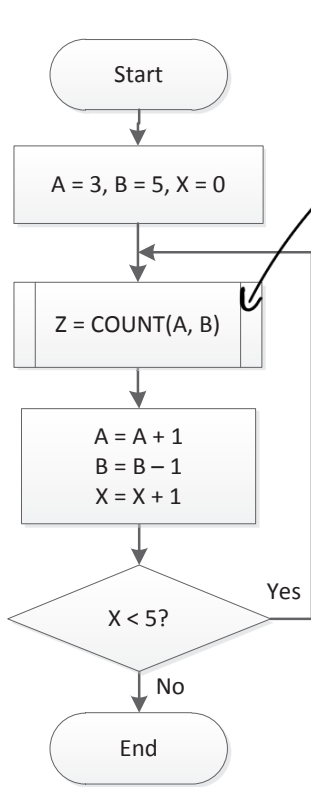 Start
A = 3, B = 5, X = 0
Z = COUNT(A, B)
A = A + 1
B = B – 1
X = X + 1
X < 5?
Yes
No
End